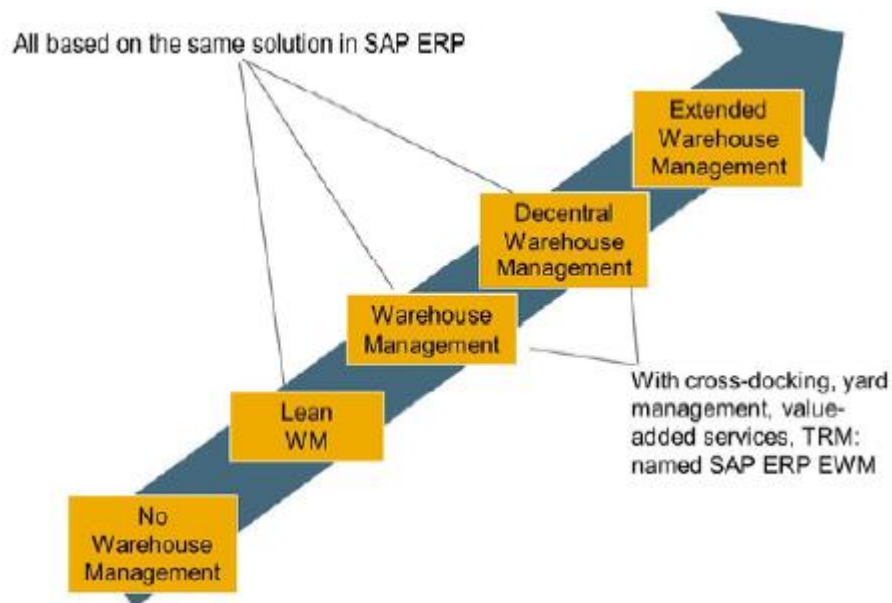 All based on the same solution in SAP ERP
Extended
Warehouse
Management
Decentral
Warehouse
Management
Warehouse
Management
With cross-docking, yard
management, value-
added services, TRM:
named SAP ERP EWM
Lean
WM
No
Warehouse
Management